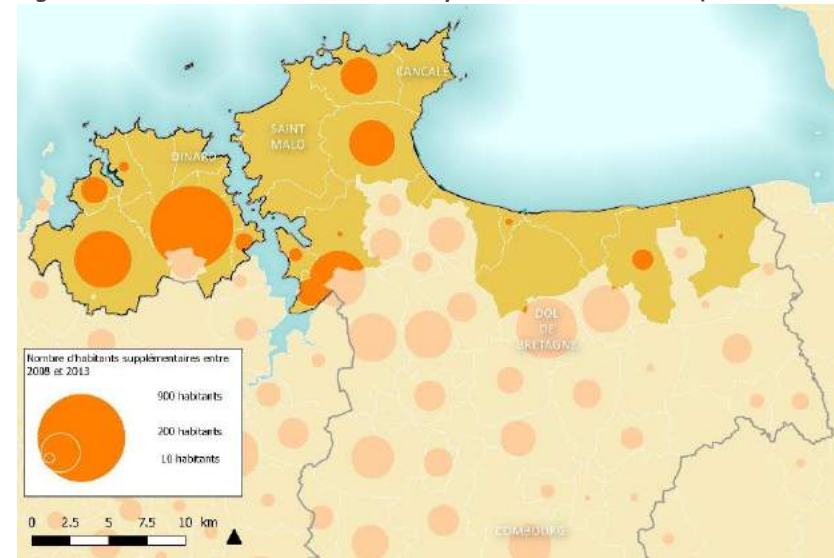 CANCALE
SAINT
MALO
DINARD
DOL
DE
BRETAGNE
Nombre d'habitants supplémentaires entre
2008 et 2013
900 habitants
200 habitants
10 habitants
0 2.5 5 7.5 10 km
COMBOURG